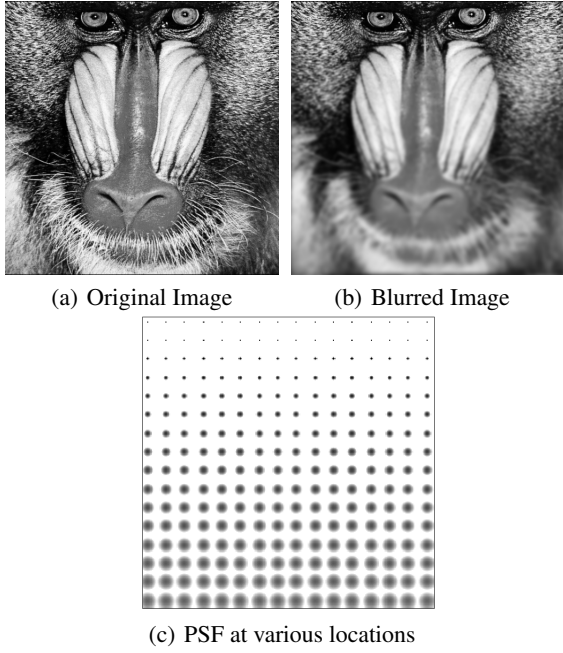 (a) Original Image
(b) Blurred Image
(c) PSF at various locations